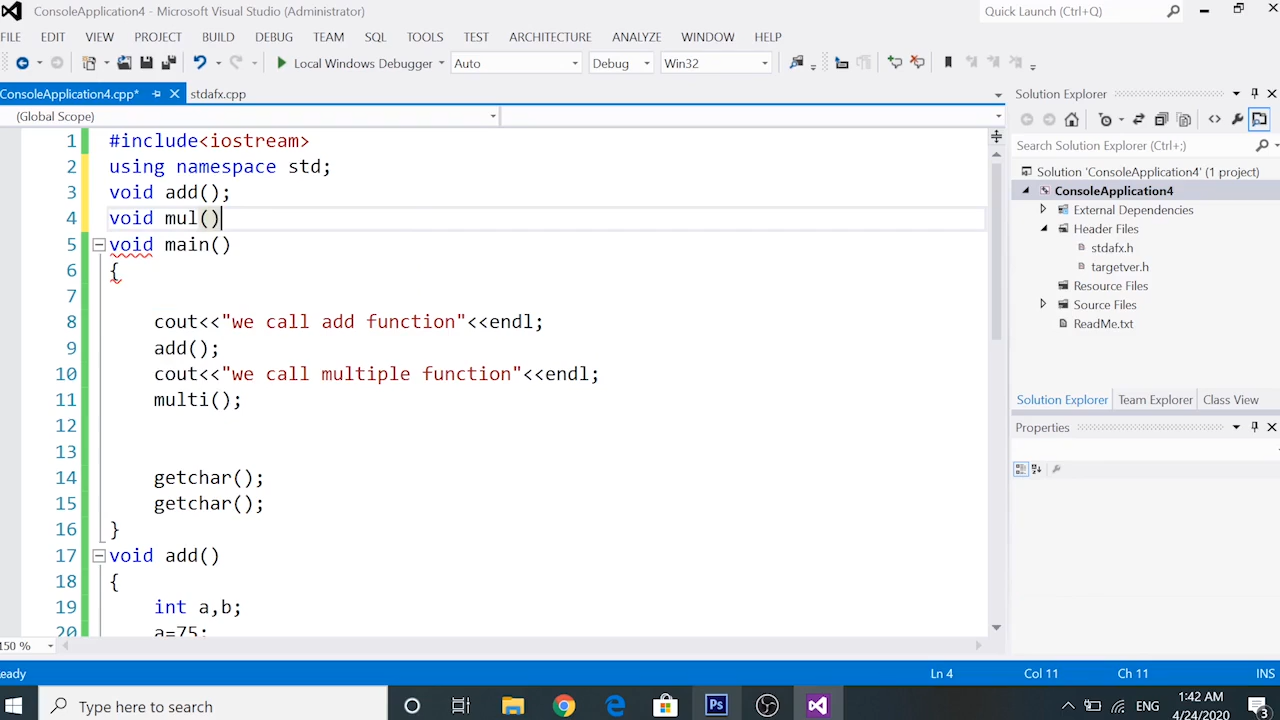 ConsoleApplication4 - Microsoft Visual Studio (Administrator)
Quick Launch (Ctrl+Q)
FILE EDIT VIEW PROJECT BUILD DEBUG TEAM SQL TOOLS TEST ARCHITECTURE ANALYZE WINDOW HELP
Local Windows Debugger Auto Debug Win32
ConsoleApplication4.cpp* stdafx.cpp
(Global Scope)
1 #include<iostream>
2 using namespace std;
3 void add();
4 void mul()
5 void main()
6 {
7
8 cout<<"we call add function"<<endl;
9 add();
10 cout<<"we call multiple function"<<endl;
11 multi();
12
13
14 getchar();
15 getchar();
16 }
17 void add()
18 {
19 int a,b;
20 a=75;
150 %
Solution Explorer
Search Solution Explorer (Ctrl+;)
Solution 'ConsoleApplication4' (1 project)
ConsoleApplication4
External Dependencies
Header Files
stdafx.h
targetver.h
Resource Files
Source Files
ReadMe.txt
Solution Explorer Team Explorer Class View
Properties
eady Ln 4 Col 11 Ch 11 INS
Type here to search
Ps
ENG
1:42 AM
4/24/2020
3